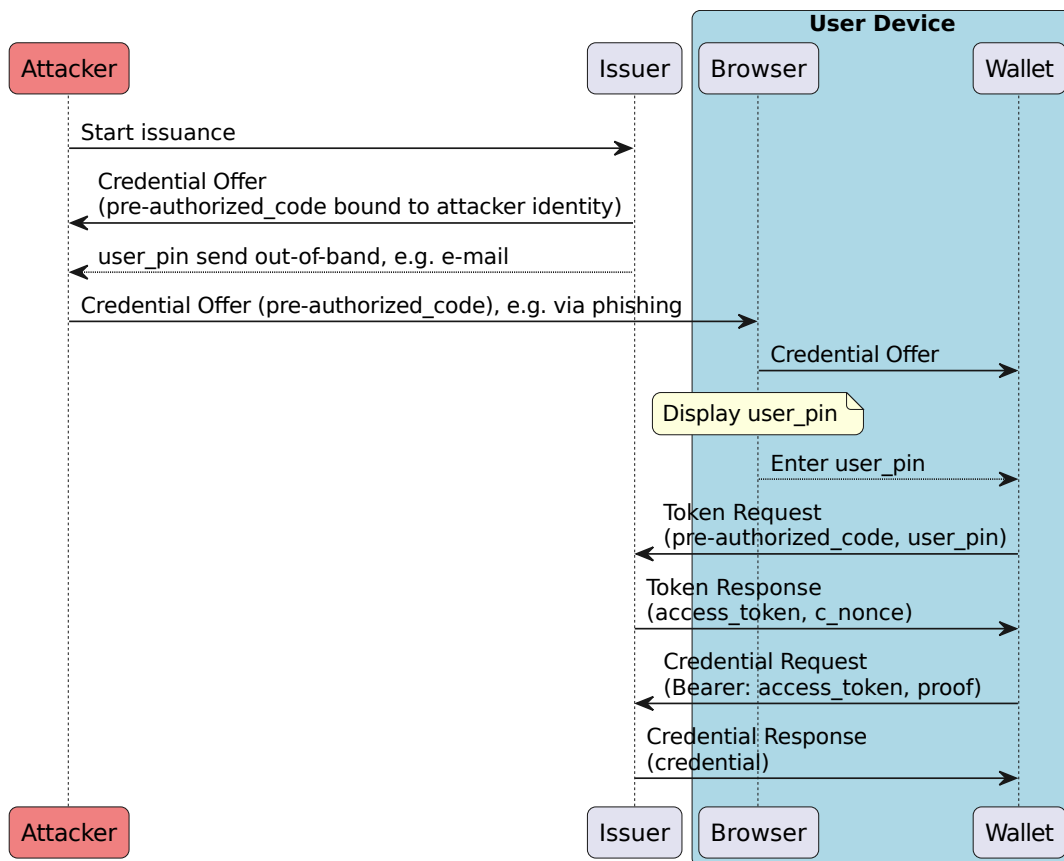 User Device
Attacker
Issuer
Browser
Wallet
Start issuance
Credential Offer
(pre-authorized_code bound to attacker identity)
user_pin send out-of-band, e.g. e-mail
Credential Offer (pre-authorized_code), e.g. via phishing
Credential Offer
Display user_pin
Enter user_pin
Token Request
(pre-authorized_code, user_pin)
Token Response
(access_token, c_nonce)
Credential Request
(Bearer: access_token, proof)
Credential Response
(credential)
Attacker
Issuer
Browser
Wallet